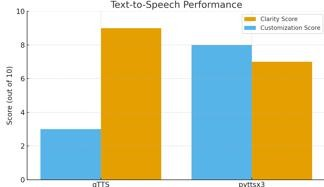 Text-to-Speech Performance
10
8
6
4
2
0
Score (out of 10)
Clarity Score
Customization Score
gTTS
pyttsx3